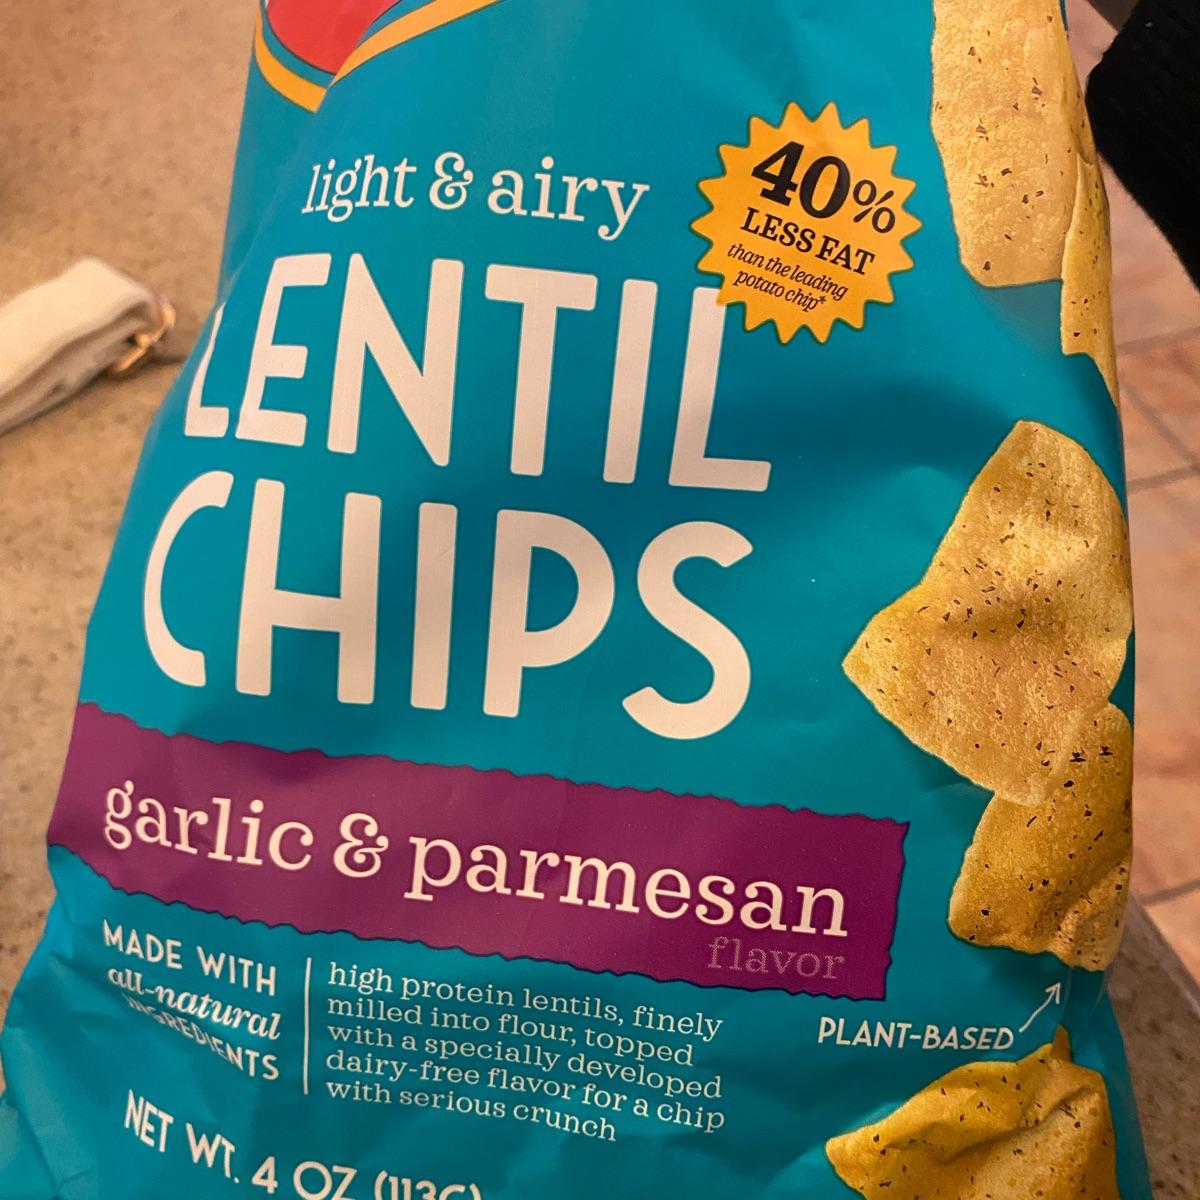 light & airy
40%
LESS FAT
than the leading
potato chip*
LENTIL
CHIPS
garlic & parmesan
flavor
MADE WITH
all-natural
INGREDIENTS
high protein lentils, finely
milled into flour, topped
with a specially developed
dairy-free flavor for a chip
with serious crunch
PLANT-BASED
NET WT. 4 OZ (113G)